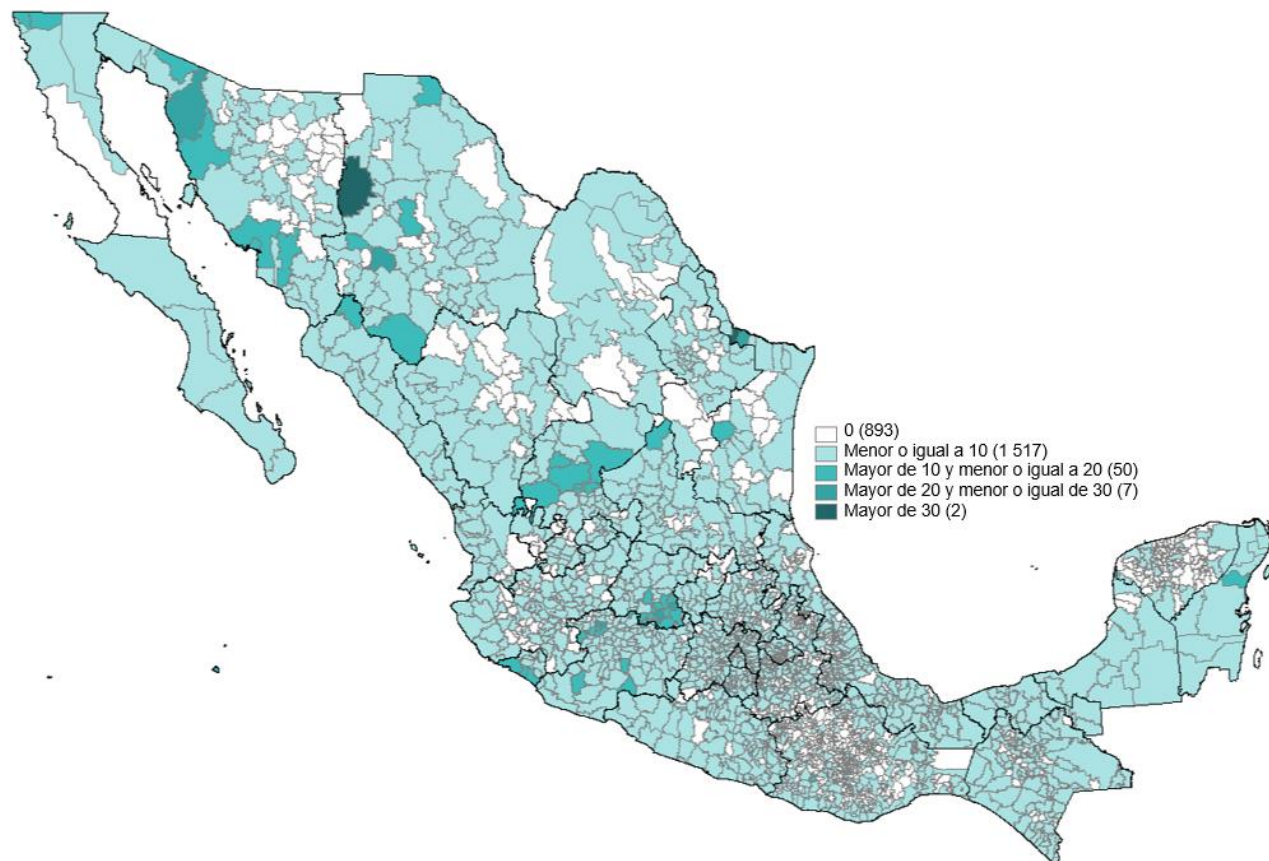 0 (893)
Menor o igual a 10 (1 517)
Mayor de 10 y menor o igual a 20 (50)
Mayor de 20 y menor o igual de 30 (7)
Mayor de 30 (2)